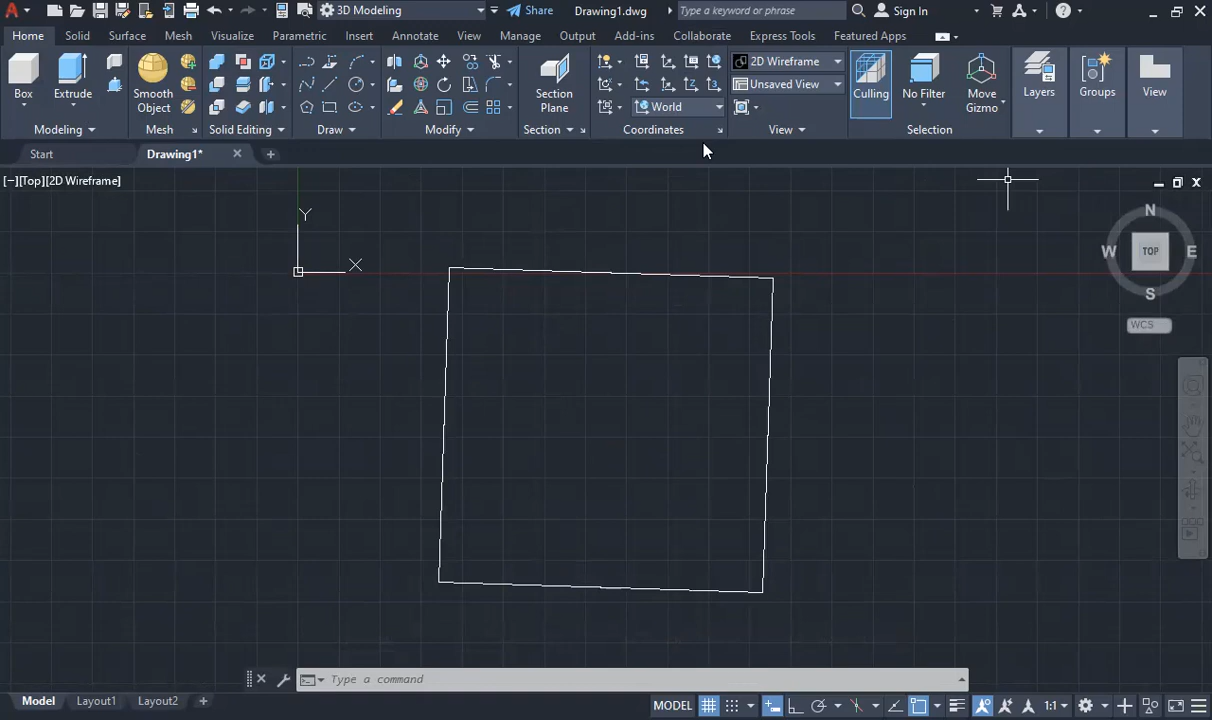 A 3D Modeling Share Drawing1.dwg Type a keyword or phrase Sign In
Home Solid Surface Mesh Visualize Parametric Insert Annotate View Manage Output Add-ins Collaborate Express Tools Featured Apps
2D Wireframe
Unsaved View
World
Box Extrude Smooth Object Section Plane Culling No Filter Move Gizmo Layers Groups View
Modeling Mesh Solid Editing Draw Modify Section Coordinates View Selection
Start Drawing1*
[−][Top][2D Wireframe]
Y
X
N
W TOP E
S
WCS
Type a command
Model Layout1 Layout2 MODEL 1:1